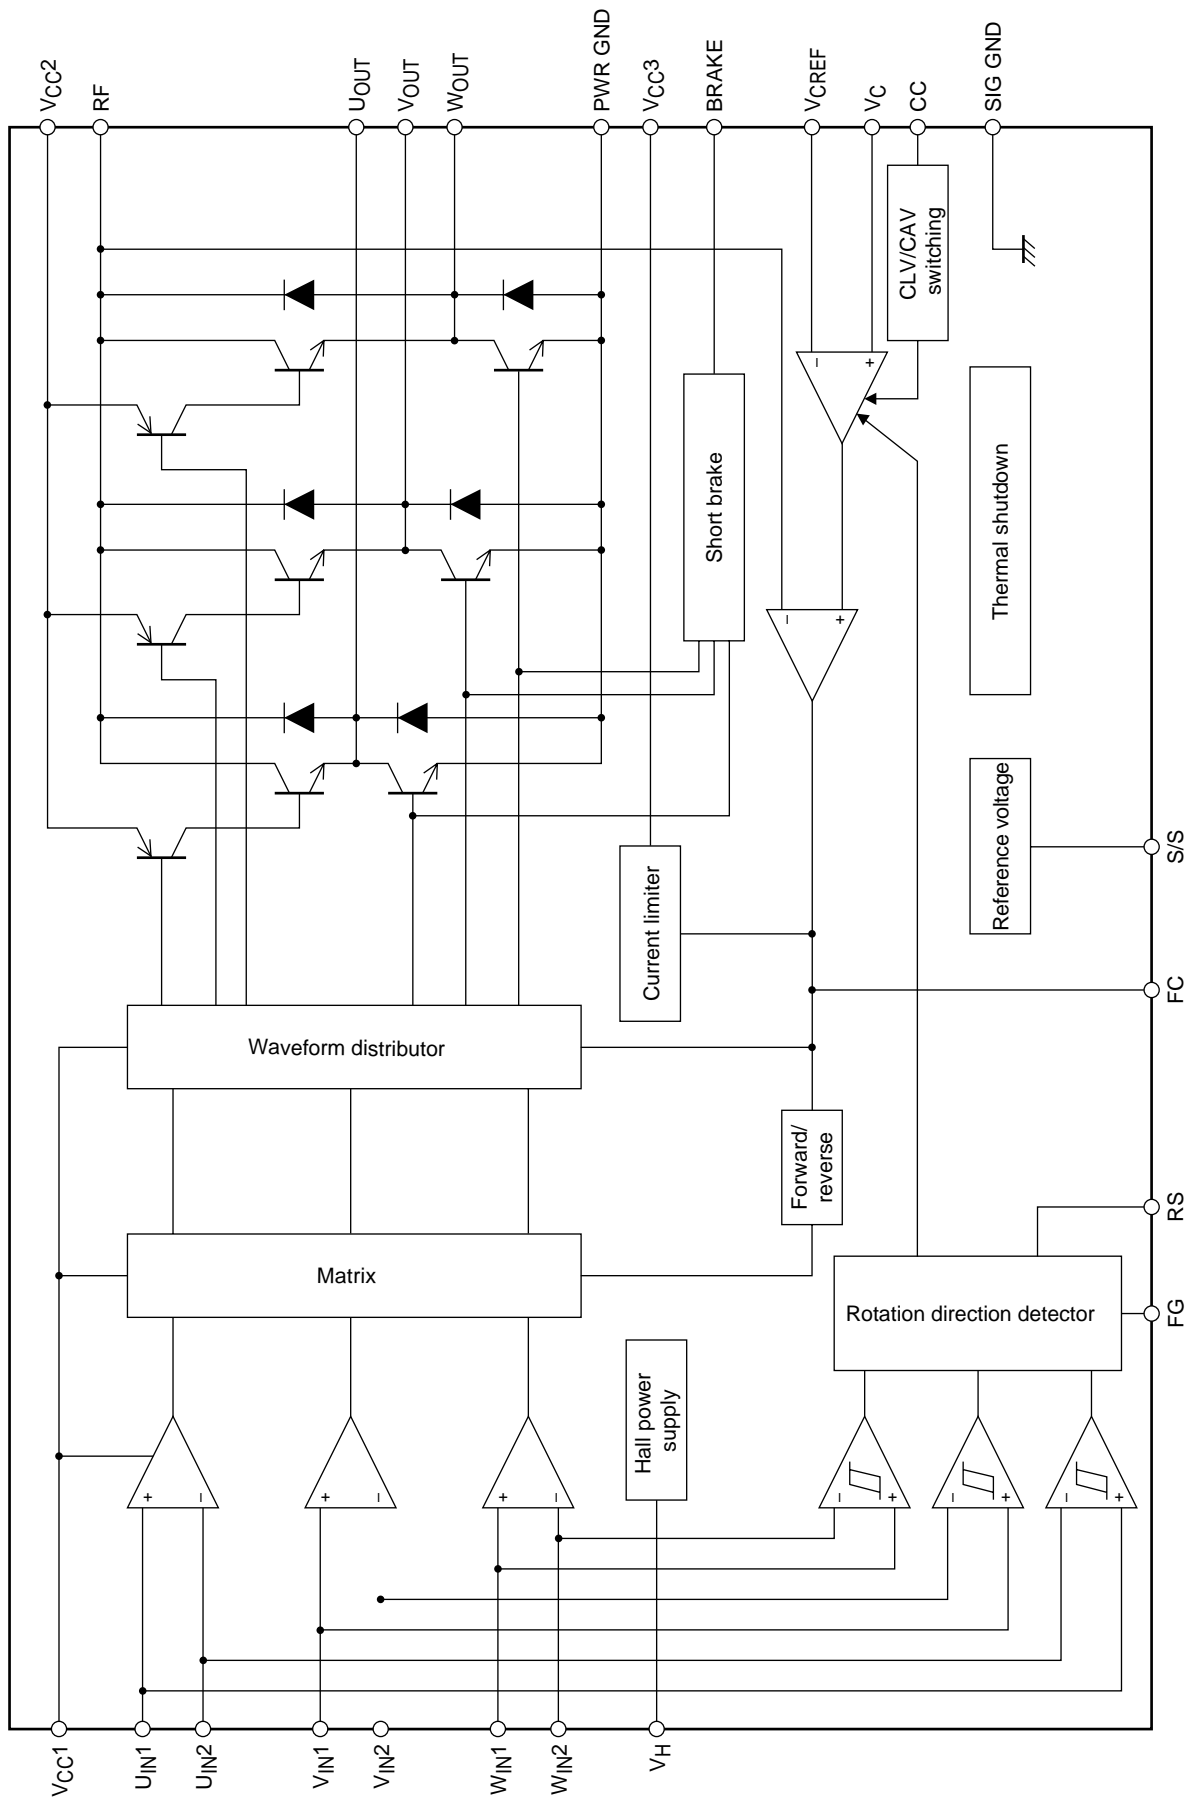 VCC2
RF
UOUT
VOUT
WOUT
PWR GND
VCC3
BRAKE
VCREF
VC
CC
SIG GND
CLV/CAV
switching
−
+
Thermal shutdown
Short brake
−
+
Reference voltage
S/S
Current limiter
FC
Waveform distributor
Forward/
reverse
RS
Matrix
Rotation direction detector
FG
Hall power
supply
+
−
+
−
+
−
−
+
−
+
−
+
VCC1
UIN1
UIN2
VIN1
VIN2
WIN1
WIN2
VH